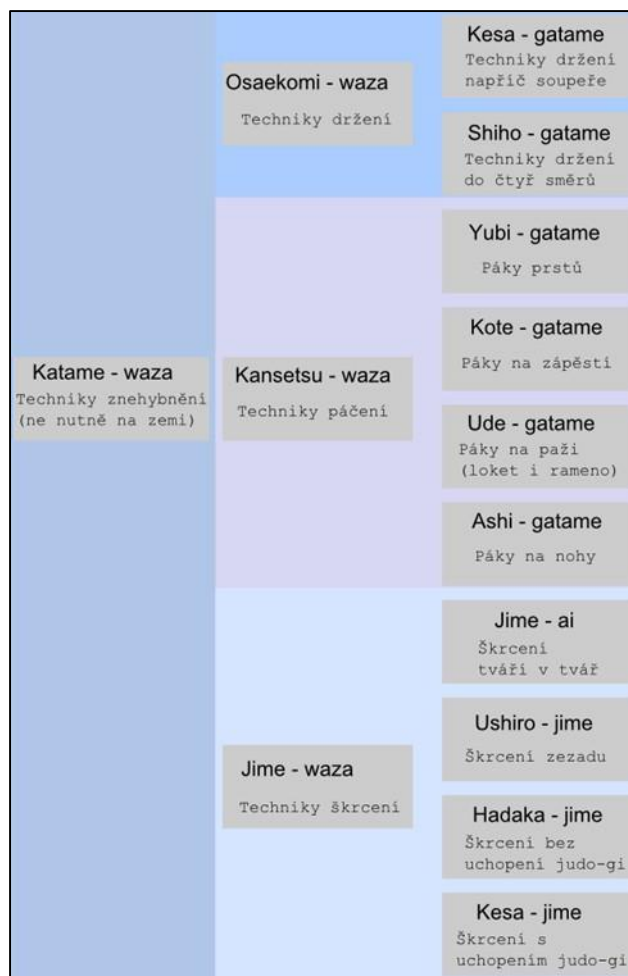 Katame - waza
Techniky znehybnění
(ne nutně na zemi)
Osaekomi - waza
Techniky držení
Kesa - gatame
Techniky držení
napříč soupeře
Shiho - gatame
Techniky držení
do čtyř směrů
Kansetsu - waza
Techniky páčení
Yubi - gatame
Páky prstů
Kote - gatame
Páky na zápěstí
Ude - gatame
Páky na paži
(loket i rameno)
Ashi - gatame
Páky na nohy
Jime - waza
Techniky škrcení
Jime - ai
Škrcení
tváří v tvář
Ushiro - jime
Škrcení zezadu
Hadaka - jime
Škrcení bez
uchopení judo-gi
Kesa - jime
Škrcení s
uchopením judo-gi